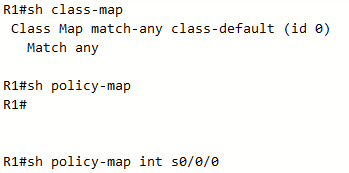 R1#sh class-map
Class Map match-any class-default (id 0)
Match any
R1#sh policy-map
R1#
R1#sh policy-map int s0/0/0